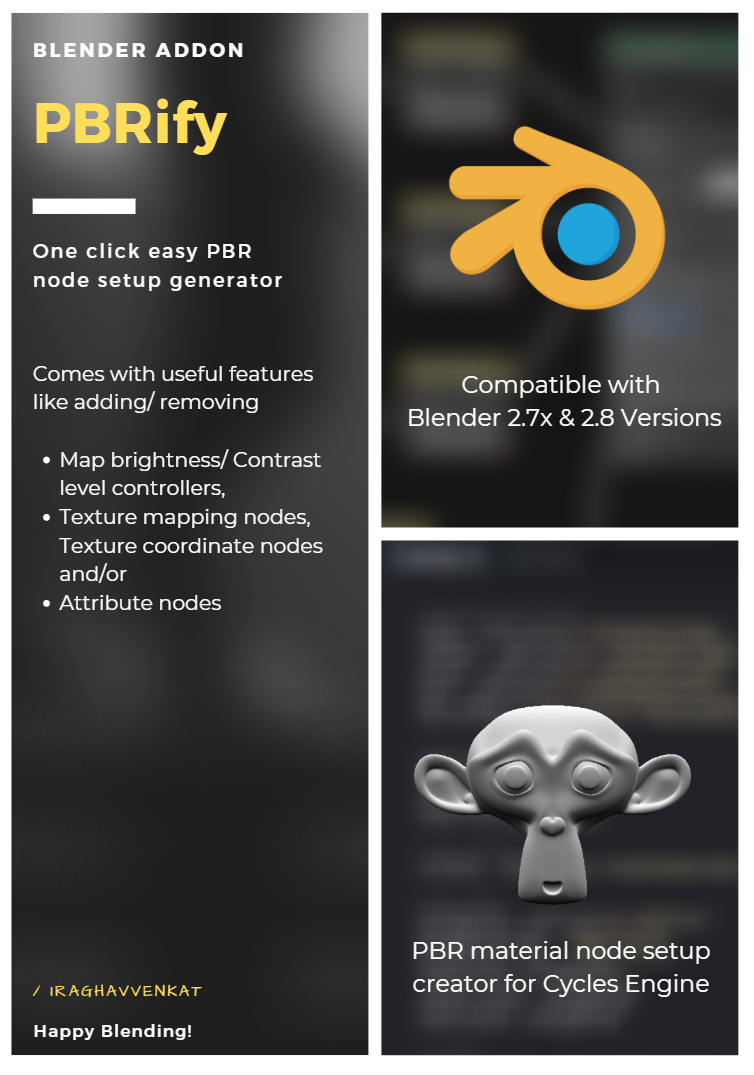 BLENDER ADDON
PBRify
One click easy PBR
node setup generator
Comes with useful features
like adding/ removing
• Map brightness/ Contrast
level controllers,
• Texture mapping nodes,
Texture coordinate nodes
and/or
• Attribute nodes
/ IRAGHAVVENKAT
Happy Blending!
Compatible with
Blender 2.7x & 2.8 Versions
PBR material node setup
creator for Cycles Engine